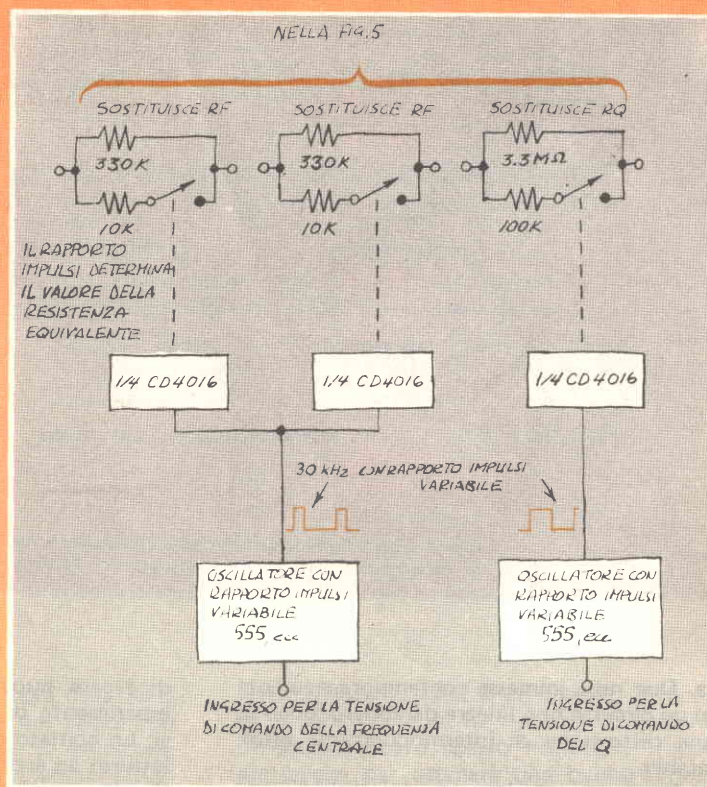 NELLA FIG.5
SOSTITUISCE RF
SOSTITUISCE RF
SOSTITUISCE RQ
330K
330K
3.3MΩ
10K
10K
100K
IL RAPPORTO
IMPULSI DETERMINA
IL VALORE DELLA
RESISTENZA
EQUIVALENTE
1/4 CD4016
1/4 CD4016
1/4 CD4016
30 KHZ CON RAPPORTO IMPULSI
VARIABILE
OSCILLATORE CON
RAPPORTO IMPULSI
VARIABILE
555, ecc
OSCILLATORE CON
RAPPORTO IMPULSI
VARIABILE
555, ecc
INGRESSO PER LA TENSIONE
DI COMANDO DELLA FREQUENZA
CENTRALE
INGRESSO PER LA
TENSIONE DI COMANDO
DEL Q